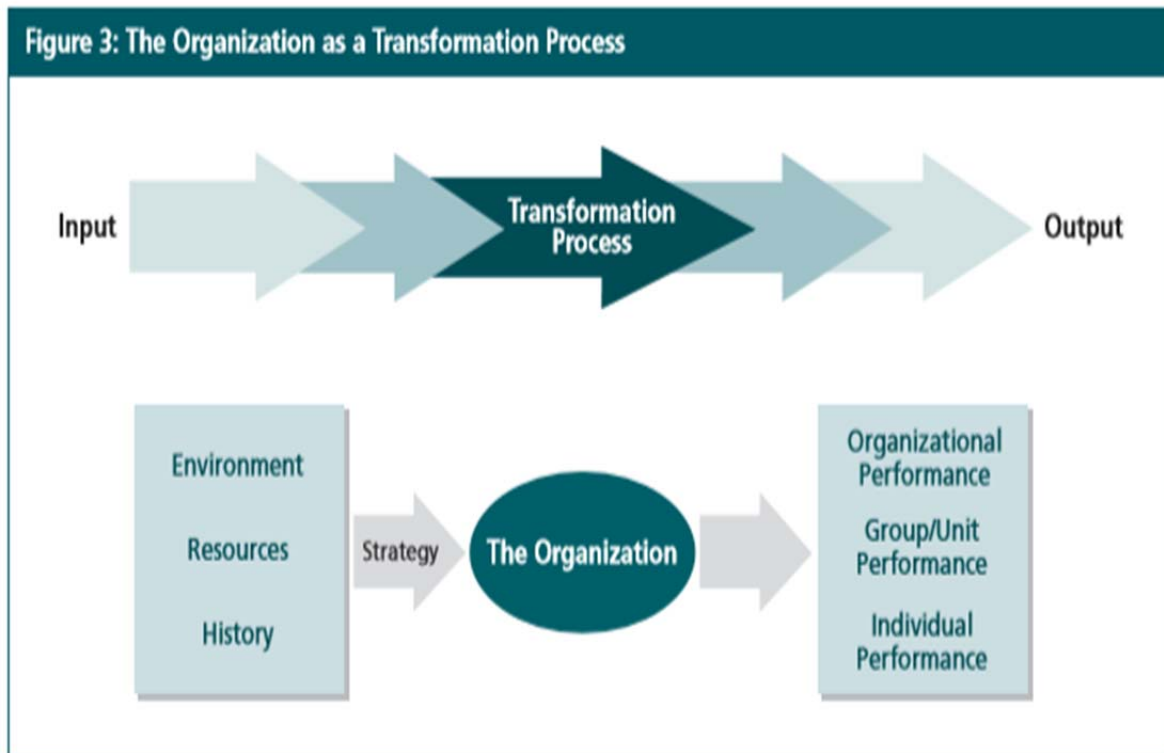 Figure 3: The Organization as a Transformation Process
Input
Transformation
Process
Output
Environment
Resources
History
Strategy
The Organization
Organizational
Performance
Group/Unit
Performance
Individual
Performance